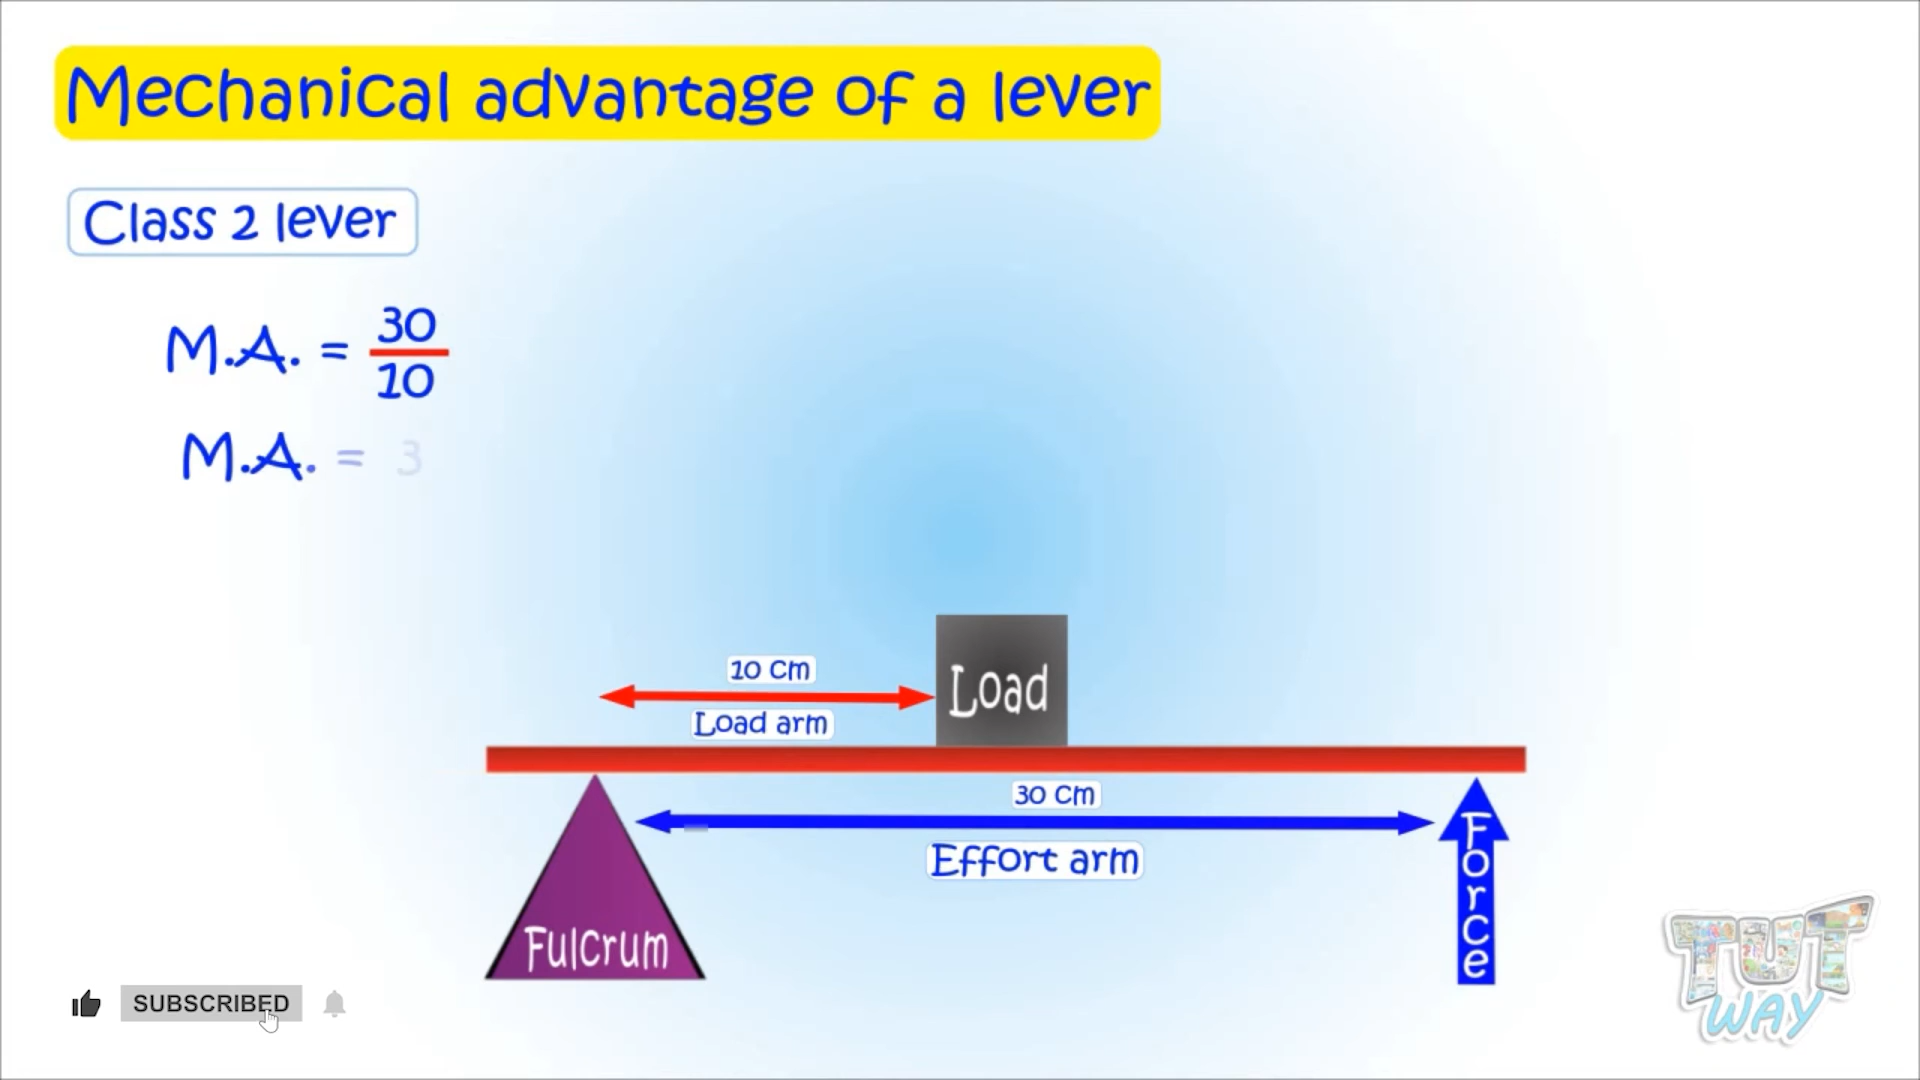 Mechanical advantage of a lever
Class 2 lever
M.A. = 30
10
M.A. = 3
10 cm
Load
Load arm
30 cm
Effort arm
Force
Fulcrum
SUBSCRIBED
TUT
WAY